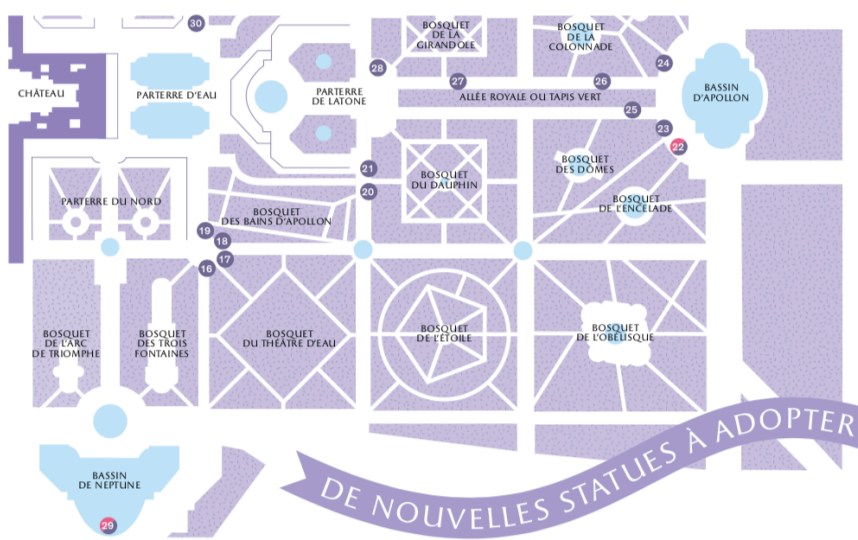 30
BOSQUET
DE LA
GIRANDOLE
BOSQUET
DE LA
COLONNADE
28
27
26
24
CHÂTEAU
PARTERRE D'EAU
PARTERRE
DE LATONE
ALLÉE ROYALE OU TAPIS VERT
BASSIN
D'APOLLON
25
23
22
21
20
BOSQUET
DU DAUPHIN
BOSQUET
DES DÔMES
BOSQUET
DE L'ENCELADE
PARTERRE DU NORD
BOSQUET
DES BAINS D'APOLLON
19
18
17
16
BOSQUET
DE L'ARC
DE TRIOMPHE
BOSQUET
DES TROIS
FONTAINES
BOSQUET
DU THÉÂTRE D'EAU
BOSQUET
DE L'ÉTOILE
BOSQUET
DE L'OBÉLISQUE
BASSIN
DE NEPTUNE
29
DE NOUVELLES STATUES À ADOPTER